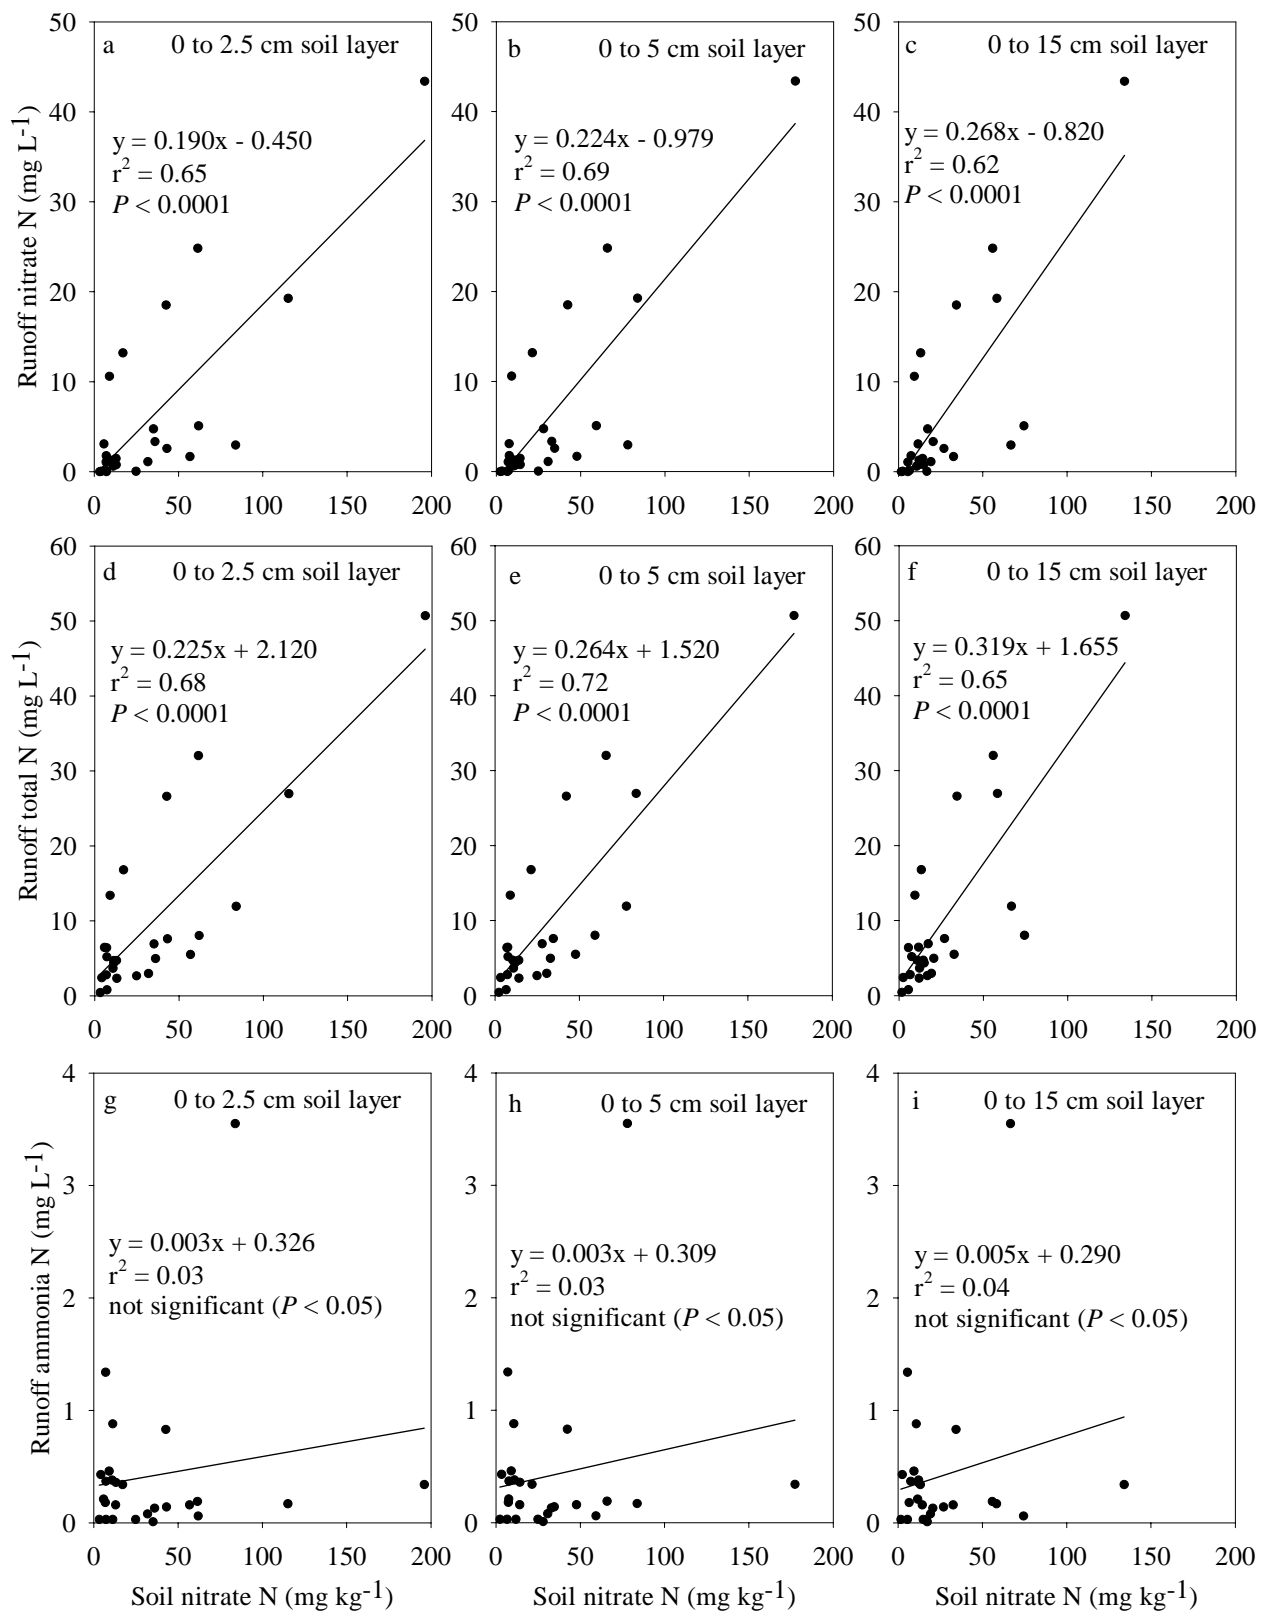 50
40
30
20
10
0
Runoff nitrate N (mg L-1)
a 0 to 2.5 cm soil layer
y = 0.190x - 0.450
r2 = 0.65
P < 0.0001
0 50 100 150 200
50
40
30
20
10
0
b 0 to 5 cm soil layer
y = 0.224x - 0.979
r2 = 0.69
P < 0.0001
0 50 100 150 200
50
40
30
20
10
0
c 0 to 15 cm soil layer
y = 0.268x - 0.820
r2 = 0.62
P < 0.0001
0 50 100 150 200
60
50
40
30
20
10
0
Runoff total N (mg L-1)
d 0 to 2.5 cm soil layer
y = 0.225x + 2.120
r2 = 0.68
P < 0.0001
0 50 100 150 200
60
50
40
30
20
10
0
e 0 to 5 cm soil layer
y = 0.264x + 1.520
r2 = 0.72
P < 0.0001
0 50 100 150 200
60
50
40
30
20
10
0
f 0 to 15 cm soil layer
y = 0.319x + 1.655
r2 = 0.65
P < 0.0001
0 50 100 150 200
4
3
2
1
0
Runoff ammonia N (mg L-1)
g 0 to 2.5 cm soil layer
y = 0.003x + 0.326
r2 = 0.03
not significant (P < 0.05)
0 50 100 150 200
Soil nitrate N (mg kg-1)
4
3
2
1
0
h 0 to 5 cm soil layer
y = 0.003x + 0.309
r2 = 0.03
not significant (P < 0.05)
0 50 100 150 200
Soil nitrate N (mg kg-1)
4
3
2
1
0
i 0 to 15 cm soil layer
y = 0.005x + 0.290
r2 = 0.04
not significant (P < 0.05)
0 50 100 150 200
Soil nitrate N (mg kg-1)